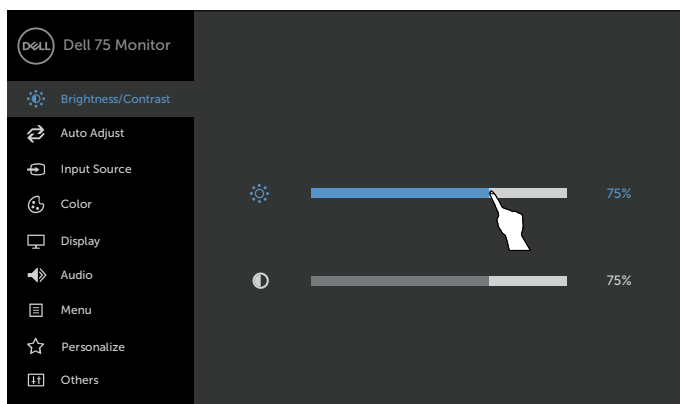 DELL
Dell 75 Monitor
Brightness/Contrast
Auto Adjust
Input Source
Color
Display
Audio
Menu
Personalize
Others
75%
75%